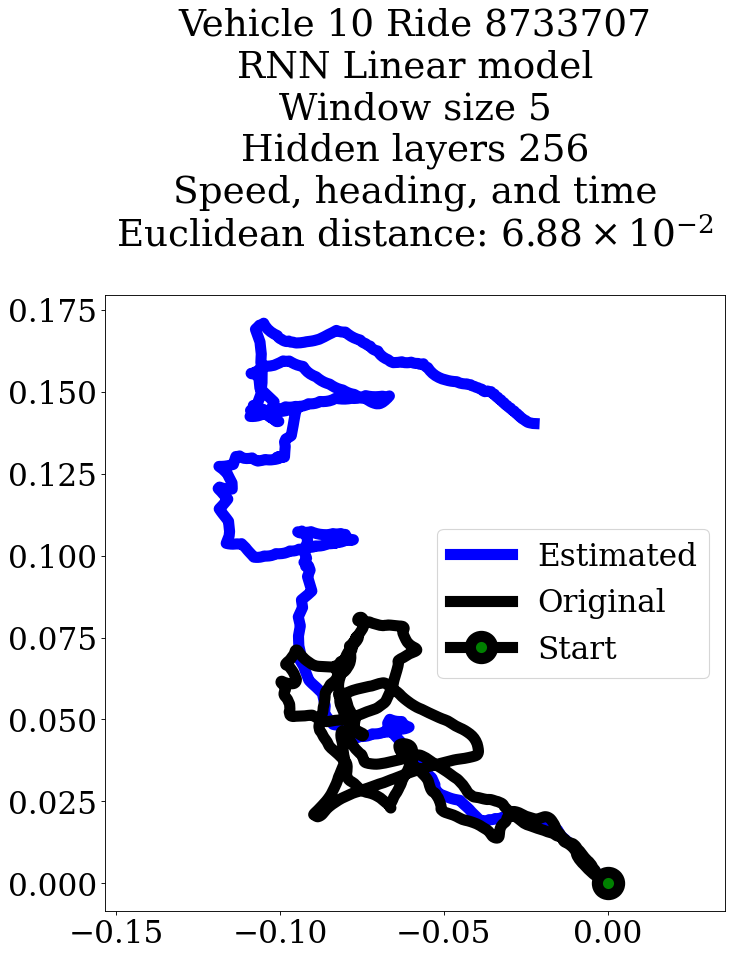 Vehicle 10 Ride 8733707
RNN Linear model
Window size 5
Hidden layers 256
Speed, heading, and time
Euclidean distance: 6.88 × 10⁻²
0.175
0.150
0.125
0.100
0.075
0.050
0.025
0.000
Estimated
Original
Start
−0.15
−0.10
−0.05
0.00